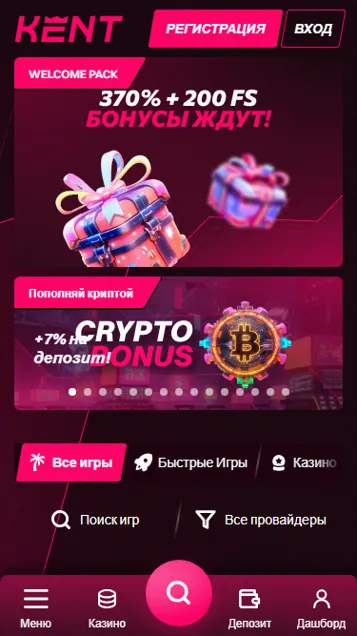 KENT
РЕГИСТРАЦИЯ
ВХОД
WELCOME PACK
370% + 200 FS
БОНУСЫ ЖДУТ!
Пополняй криптой
CRYPTO
BONUS
+7% на
депозит!
Все игры
Быстрые Игры
Казино
Поиск игр
Все провайдеры
Меню
Казино
Депозит
Дашборд